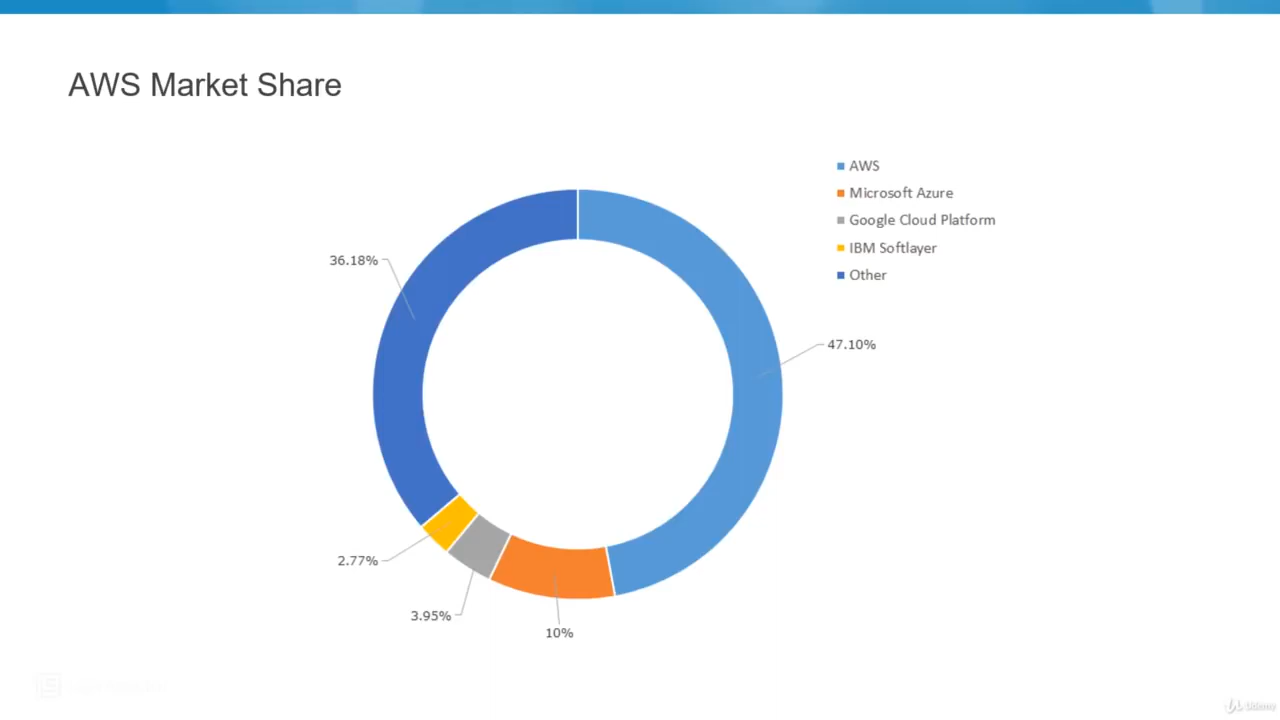 AWS Market Share
AWS
Microsoft Azure
Google Cloud Platform
IBM Softlayer
Other
36.18%
47.10%
2.77%
3.95%
10%
Udemy